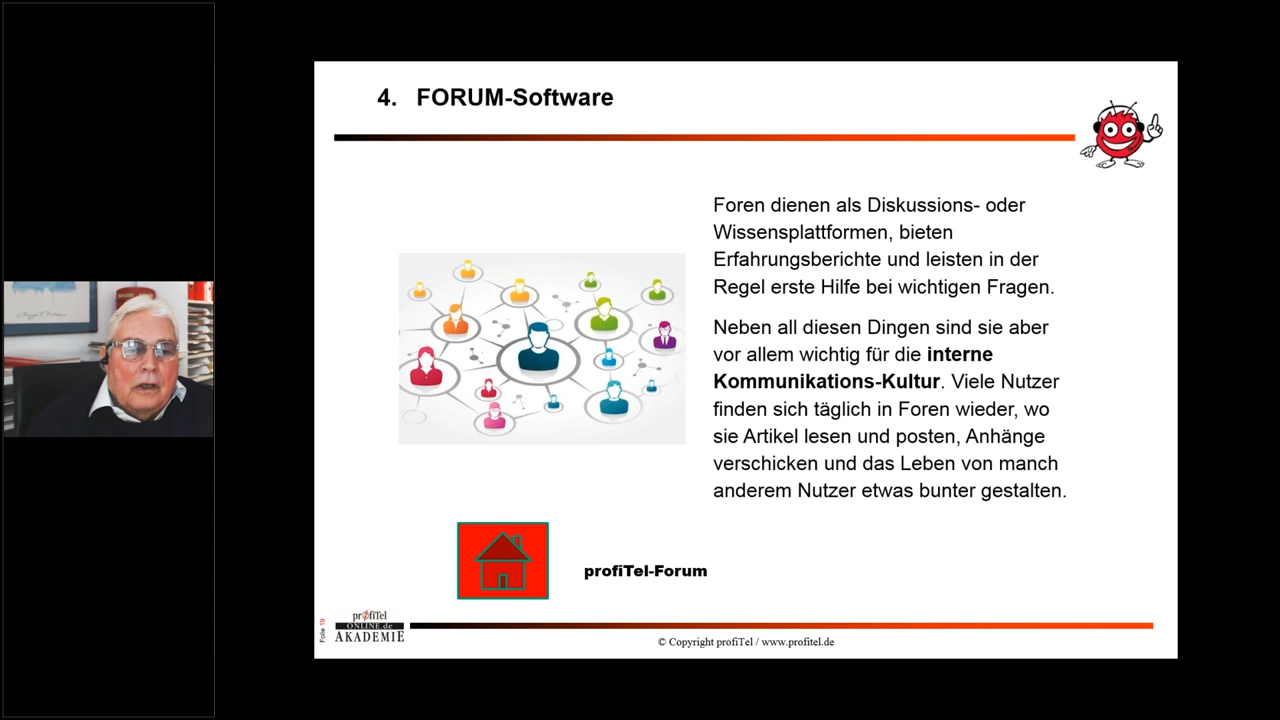 4. FORUM-Software
Foren dienen als Diskussions- oder
Wissensplattformen, bieten
Erfahrungsberichte und leisten in der
Regel erste Hilfe bei wichtigen Fragen.
Neben all diesen Dingen sind sie aber
vor allem wichtig für die interne
Kommunikations-Kultur. Viele Nutzer
finden sich täglich in Foren wieder, wo
sie Artikel lesen und posten, Anhänge
verschicken und das Leben von manch
anderem Nutzer etwas bunter gestalten.
profiTel-Forum
Folie 19
profiTel
ONLINE.de
AKADEMIE
© Copyright profiTel / www.profitel.de